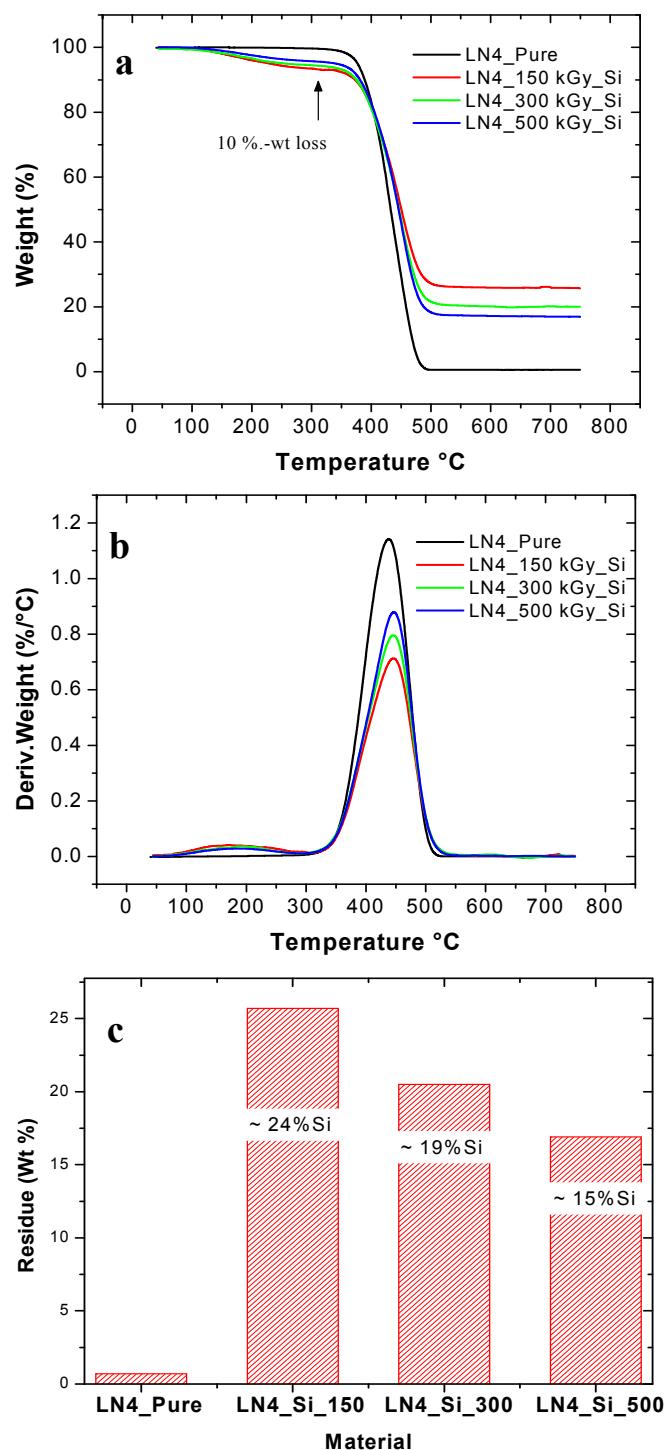 a
LN4_Pure
LN4_150 kGy_Si
LN4_300 kGy_Si
LN4_500 kGy_Si
10 %.-wt loss
100
80
60
40
20
0
Weight (%)
0 100 200 300 400 500 600 700 800
Temperature °C
b
LN4_Pure
LN4_150 kGy_Si
LN4_300 kGy_Si
LN4_500 kGy_Si
1.2
1.0
0.8
0.6
0.4
0.2
0.0
Deriv.Weight (%/°C)
0 100 200 300 400 500 600 700 800
Temperature °C
c
25
20
15
10
5
0
Residue (Wt %)
~ 24%Si
~ 19%Si
~ 15%Si
LN4_Pure LN4_Si_150 LN4_Si_300 LN4_Si_500
Material